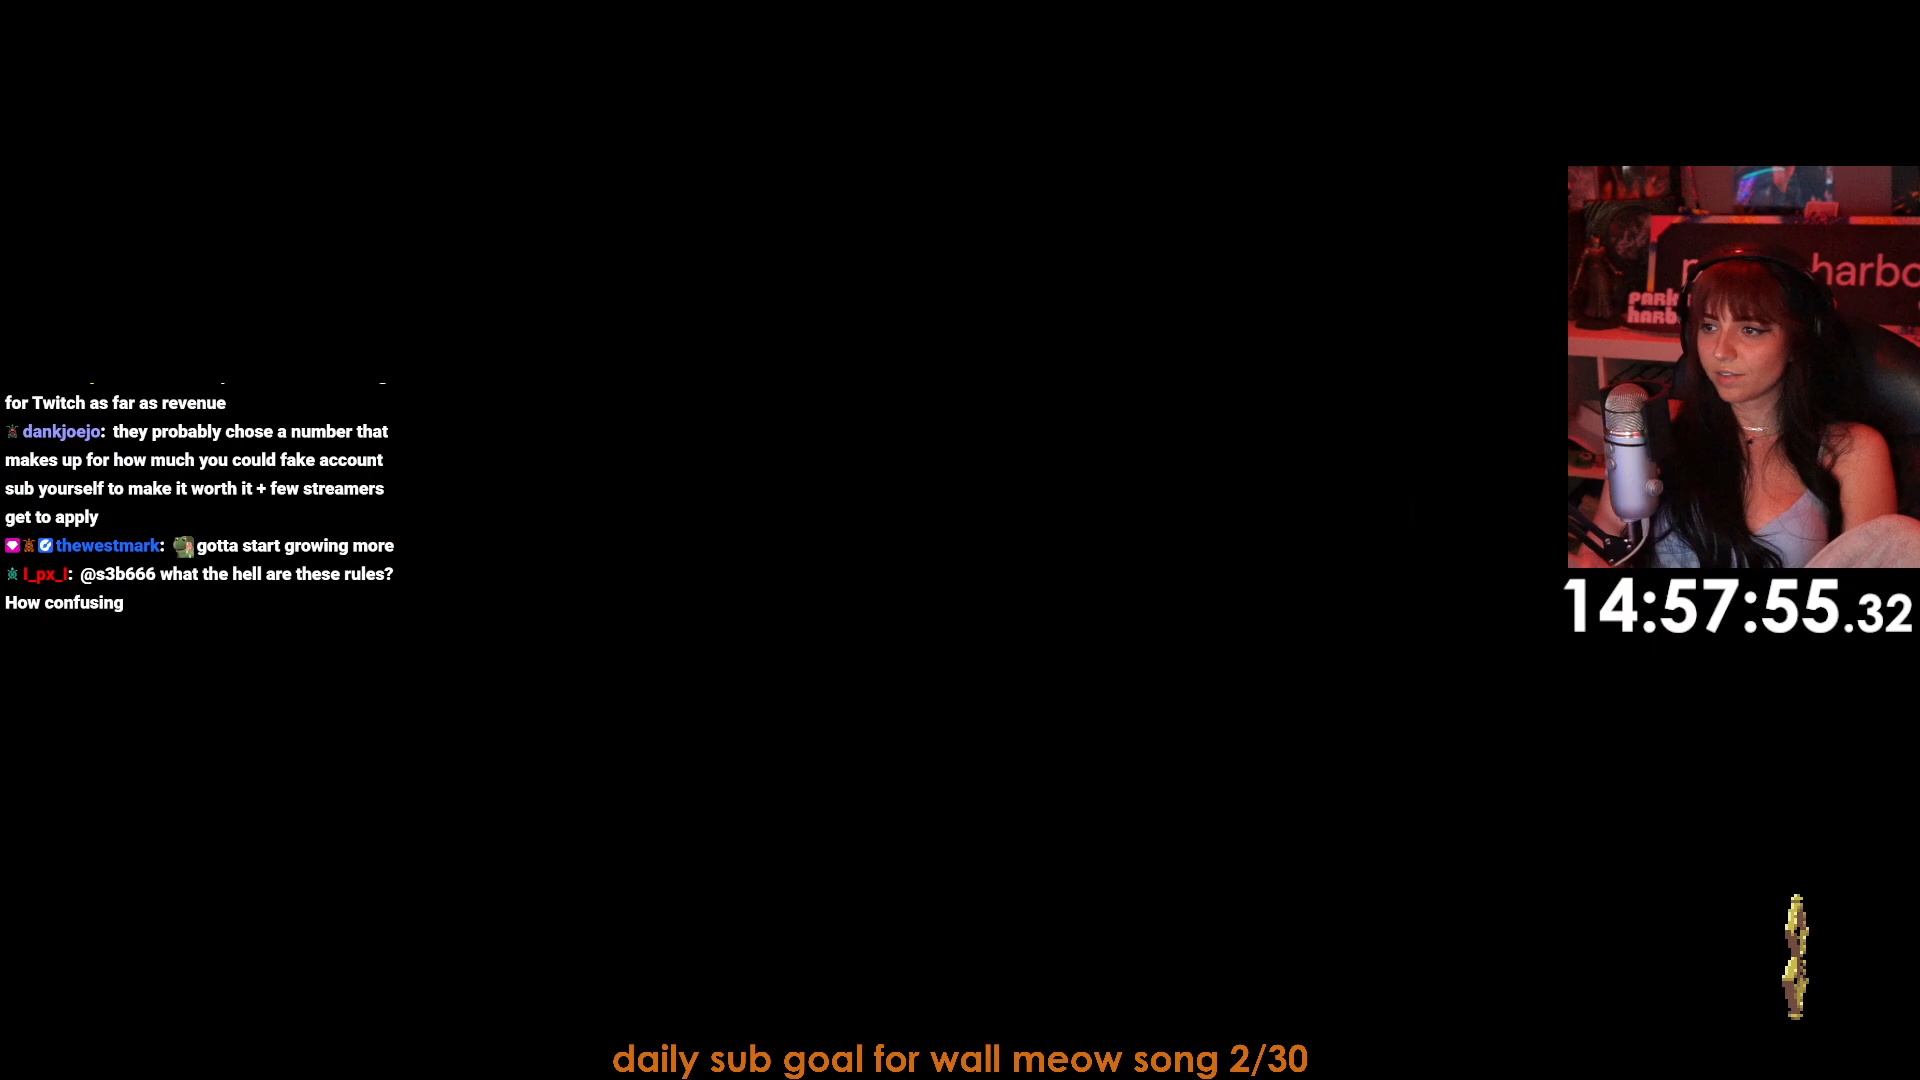 for Twitch as far as revenue
dankjoejo: they probably chose a number that
makes up for how much you could fake account
sub yourself to make it worth it + few streamers
get to apply
thewestmark: gotta start growing more
l_px_l: @s3b666 what the hell are these rules?
How confusing
harbo
PARK
HARB
14:57:55.32
daily sub goal for wall meow song 2/30